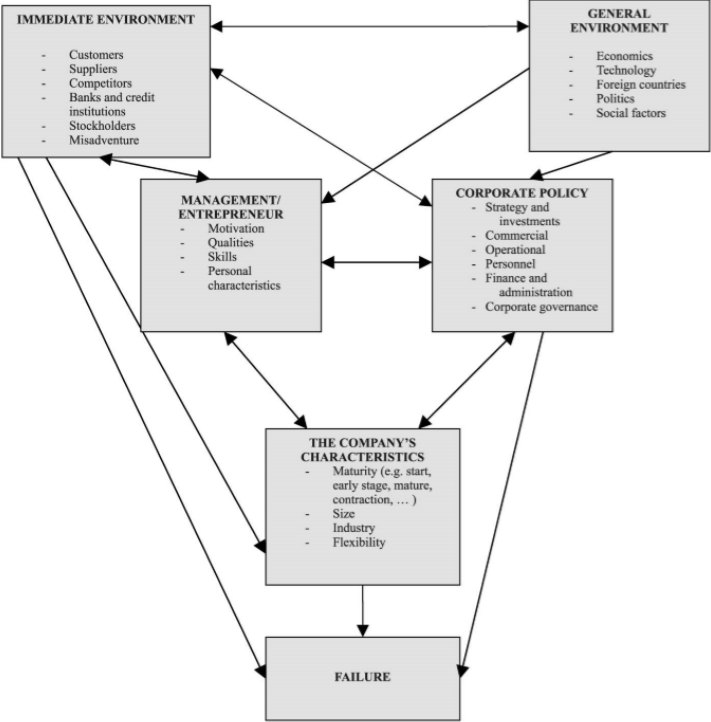 IMMEDIATE ENVIRONMENT
- Customers
- Suppliers
- Competitors
- Banks and credit
institutions
- Stockholders
- Misadventure
GENERAL
ENVIRONMENT
- Economics
- Technology
- Foreign countries
- Politics
- Social factors
MANAGEMENT/
ENTREPRENEUR
- Motivation
- Qualities
- Skills
- Personal
characteristics
CORPORATE POLICY
- Strategy and
investments
- Commercial
- Operational
- Personnel
- Finance and
administration
- Corporate governance
THE COMPANY'S
CHARACTERISTICS
- Maturity (e.g. start,
early stage, mature,
contraction, … )
- Size
- Industry
- Flexibility
FAILURE